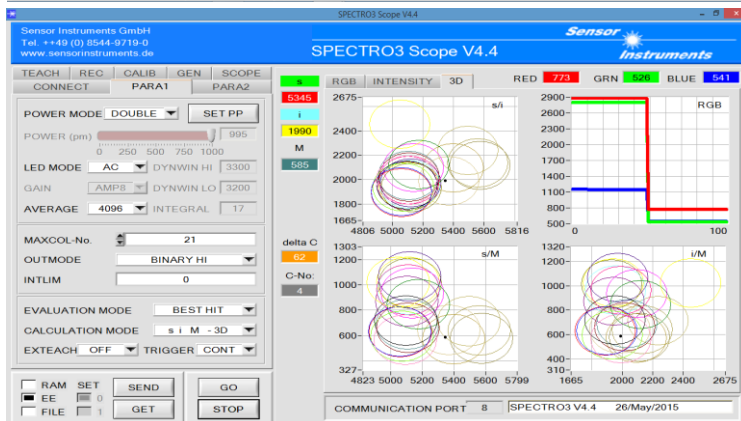 SPECTRO3 Scope V4.4
Sensor Instruments GmbH
Tel. ++49 (0) 8544-9719-0
www.sensorinstruments.de
SPECTRO3 Scope V4.4
Sensor
Instruments
TEACH REC CALIB GEN SCOPE
CONNECT PARA1 PARA2
POWER MODE DOUBLE SET PP
POWER (pm) 995
0 250 500 750 1000
LED MODE AC DYNWIN HI 3300
GAIN AMP8 DYNWIN LO 3200
AVERAGE 4096 INTEGRAL 17
MAXCOL-No. 21
OUTMODE BINARY HI
INTLIM 0
EVALUATION MODE BEST HIT
CALCULATION MODE s i M - 3D
EXTEACH OFF TRIGGER CONT
RAM SET SEND GO
EE 0
FILE 1 GET STOP
s
5345
i
1990
M
585
delta C
62
C-No:
4
RGB INTENSITY 3D RED 773 GRN 526 BLUE 541
s/i
2675-
2400-
2200-
2000-
1800-
1665-
4806 5000 5200 5400 5600 5816
RGB
2900-
2600-
2300-
2000-
1700-
1400-
1100-
800-
500-
0 100
s/M
1303-
1200-
1000-
800-
600-
327-
4823 5000 5200 5400 5600 5799
i/M
1320-
1200-
1000-
800-
600-
400-
310-
1665 2000 2200 2400 2675
COMMUNICATION PORT 8 SPECTRO3 V4.4 26/May/2015